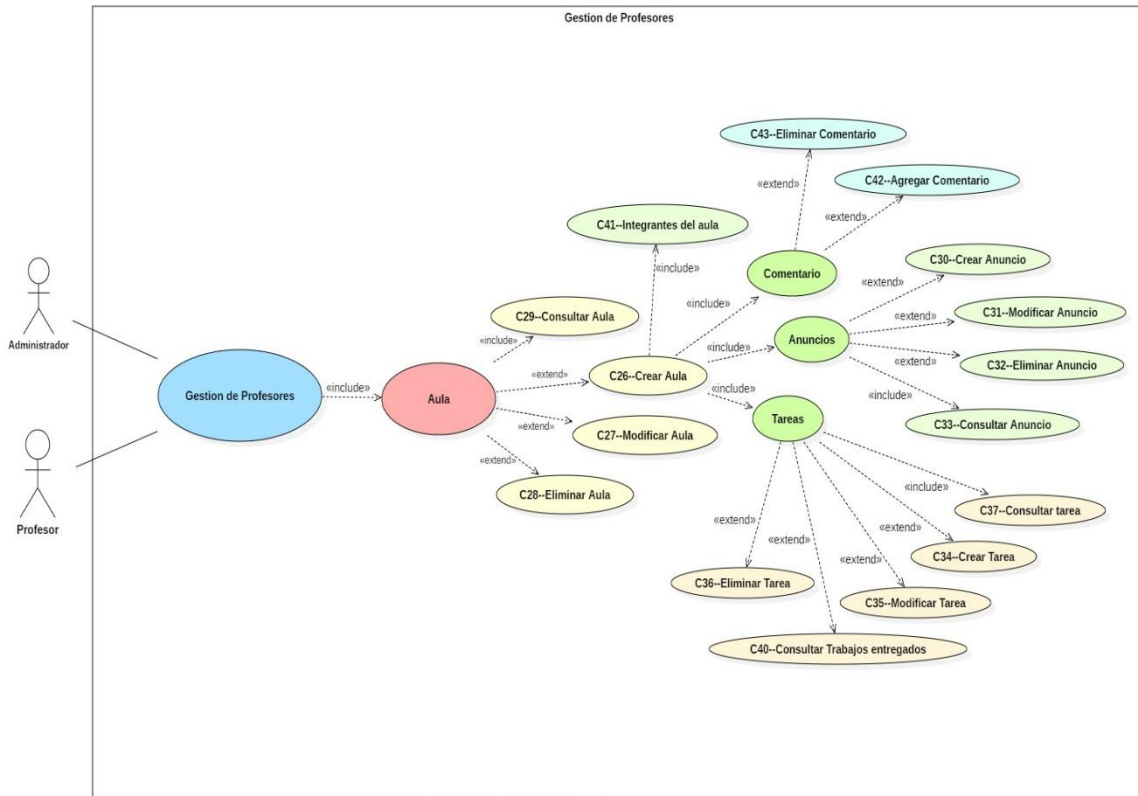 Gestion de Profesores
C43--Eliminar Comentario
«extend»
C42--Agregar Comentario
«extend»
C41--Integrantes del aula
«include»
Comentario
«include»
C30--Crear Anuncio
«extend»
Administrador
C29--Consultar Aula
«include»
C31--Modificar Anuncio
«extend»
Anuncios
«include»
C32--Eliminar Anuncio
«extend»
Gestion de Profesores
«include»
Aula
«extend»
C26--Crear Aula
«include»
«include»
C33--Consultar Anuncio
Tareas
«extend»
C27--Modificar Aula
«extend»
C28--Eliminar Aula
Profesor
«include»
C37--Consultar tarea
«extend»
«extend»
C34--Crear Tarea
«extend»
«extend»
C36--Eliminar Tarea
C35--Modificar Tarea
C40--Consultar Trabajos entregados